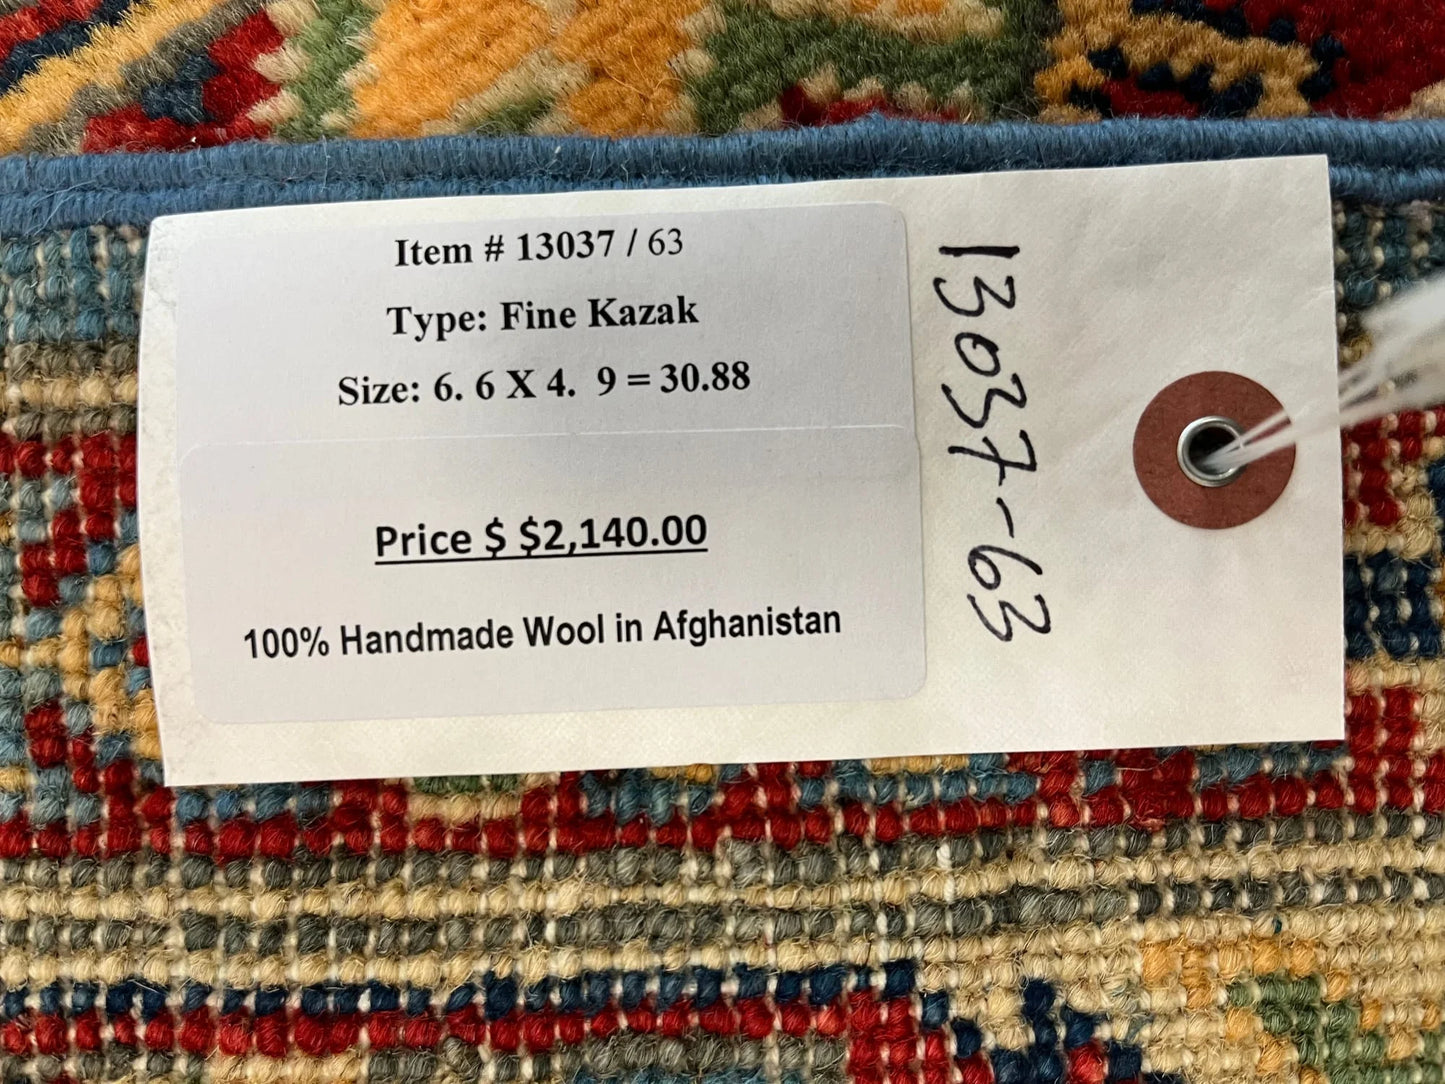 Item # 13037 / 63
Type: Fine Kazak
Size: 6. 6 X 4.  9 = 30.88
Price $ $2,140.00
100% Handmade Wool in Afghanistan
13037-63